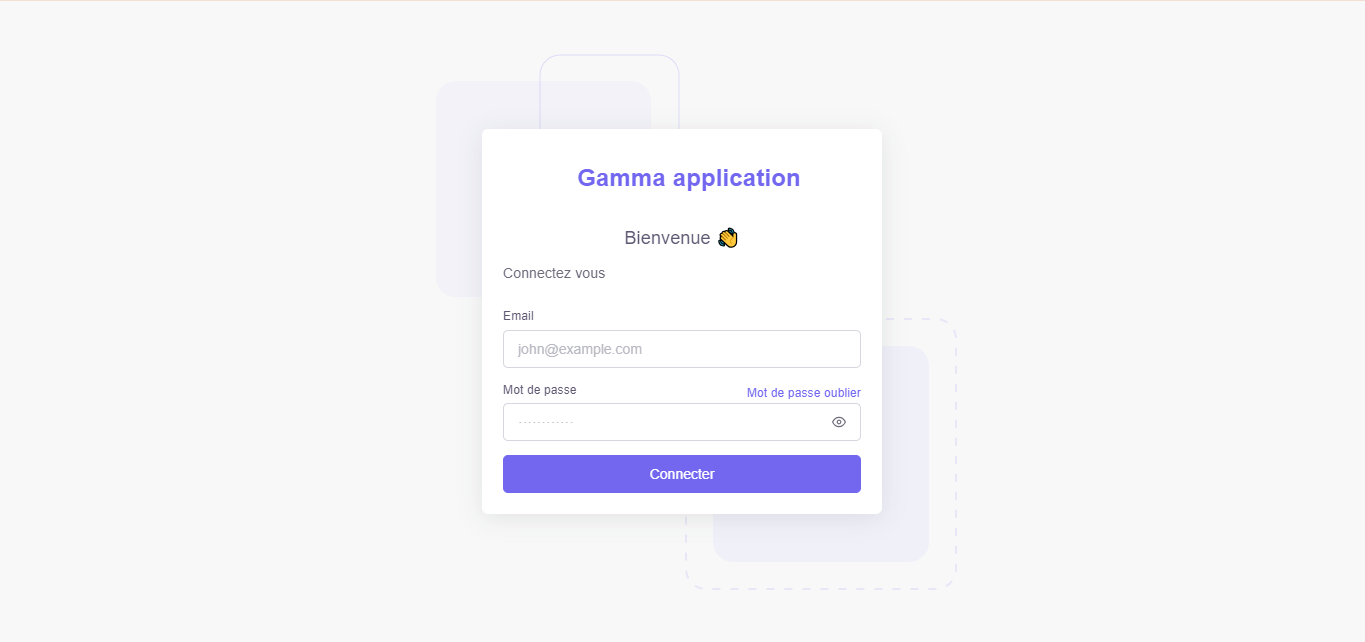 Gamma application
Bienvenue 👋
Connectez vous
Email
john@example.com
Mot de passe
Mot de passe oublier
············
Connecter